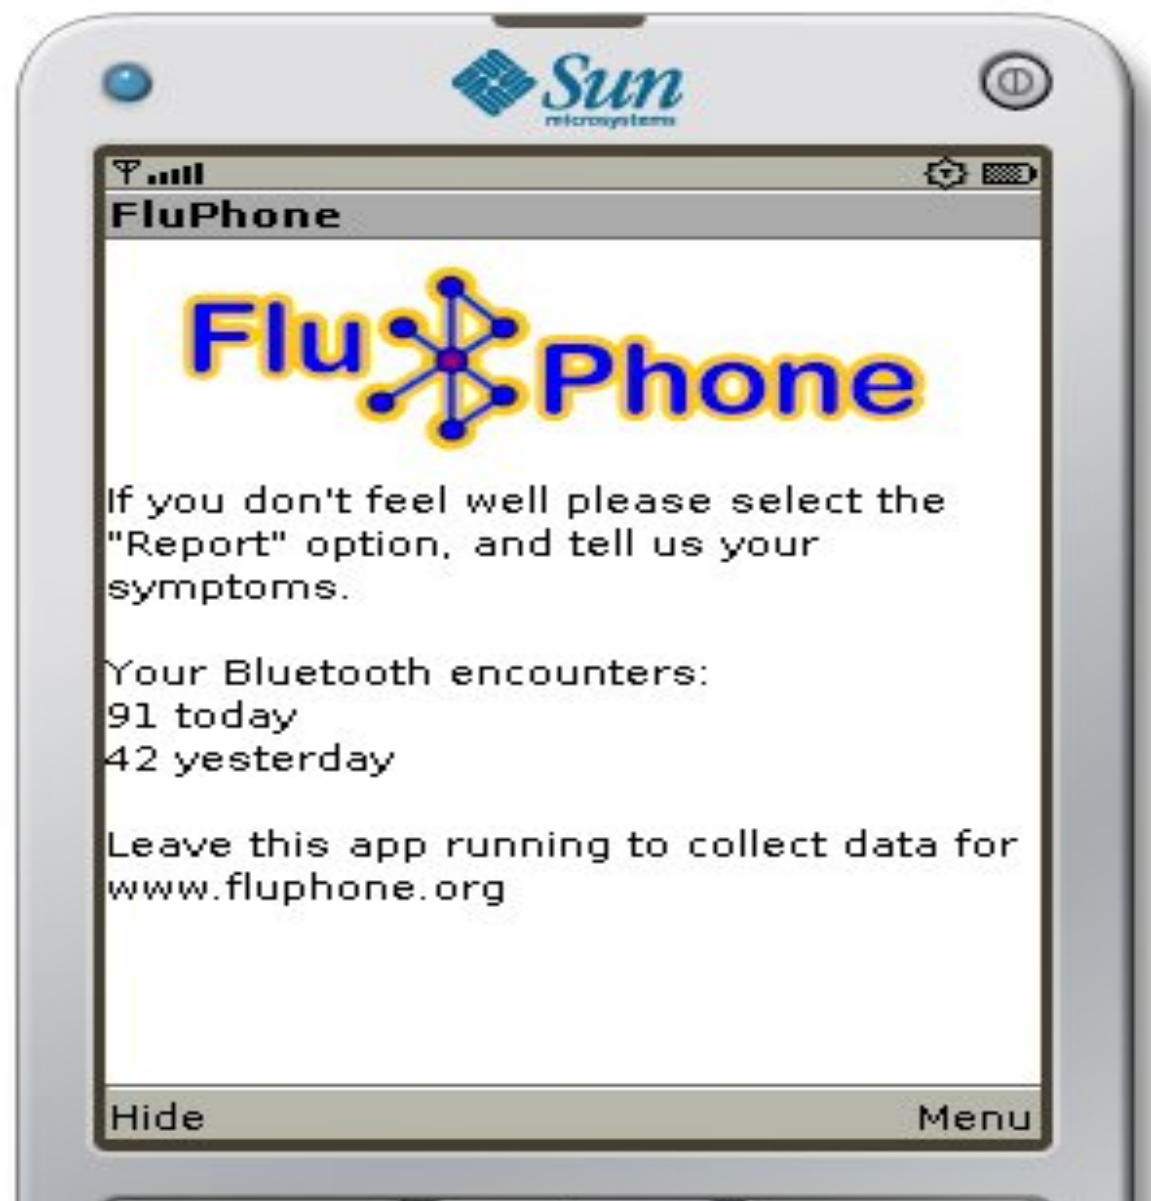 Sun
microsystems
FluPhone
Flu Phone
If you don't feel well please select the
"Report" option, and tell us your
symptoms.
Your Bluetooth encounters:
91 today
42 yesterday
Leave this app running to collect data for
www.fluphone.org
Hide Menu